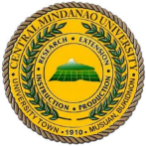 CENTRAL MINDANAO UNIVERSITY
RESEARCH • EXTENSION
INSTRUCTION • PRODUCTION
UNIVERSITY TOWN • 1910 • MUSUAN, BUKIDNON